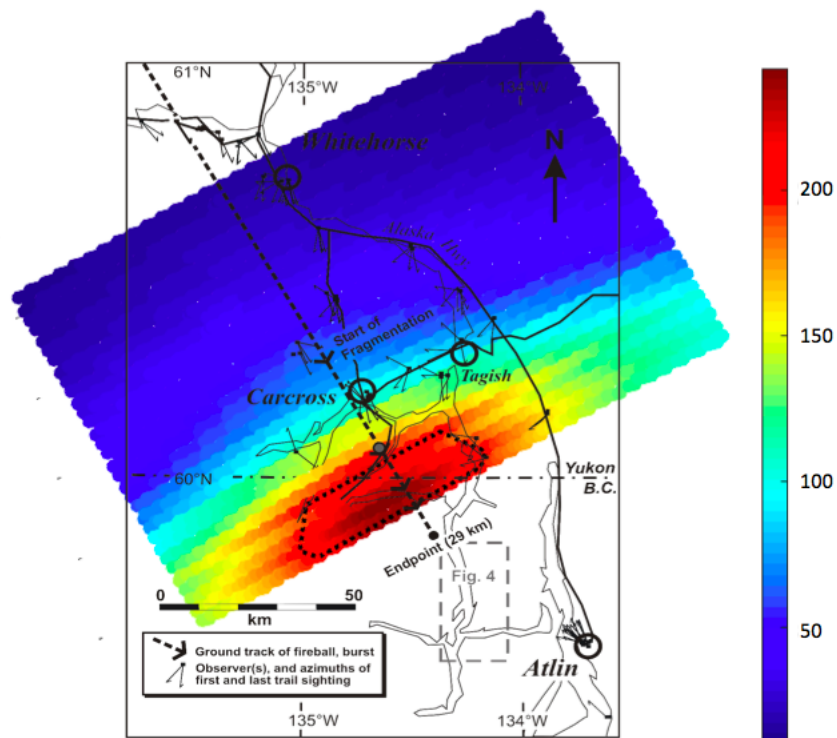 61°N
135°W
134°W
Whitehorse
N
Alaska Hwy
Start of
Fragmentation
Tagish
Carcross
60°N
Yukon
B.C.
Endpoint (29 km)
Fig. 4
0 50
km
Ground track of fireball, burst
Observer(s), and azimuths of
first and last trail sighting
Atlin
135°W
134°W
200
150
100
50